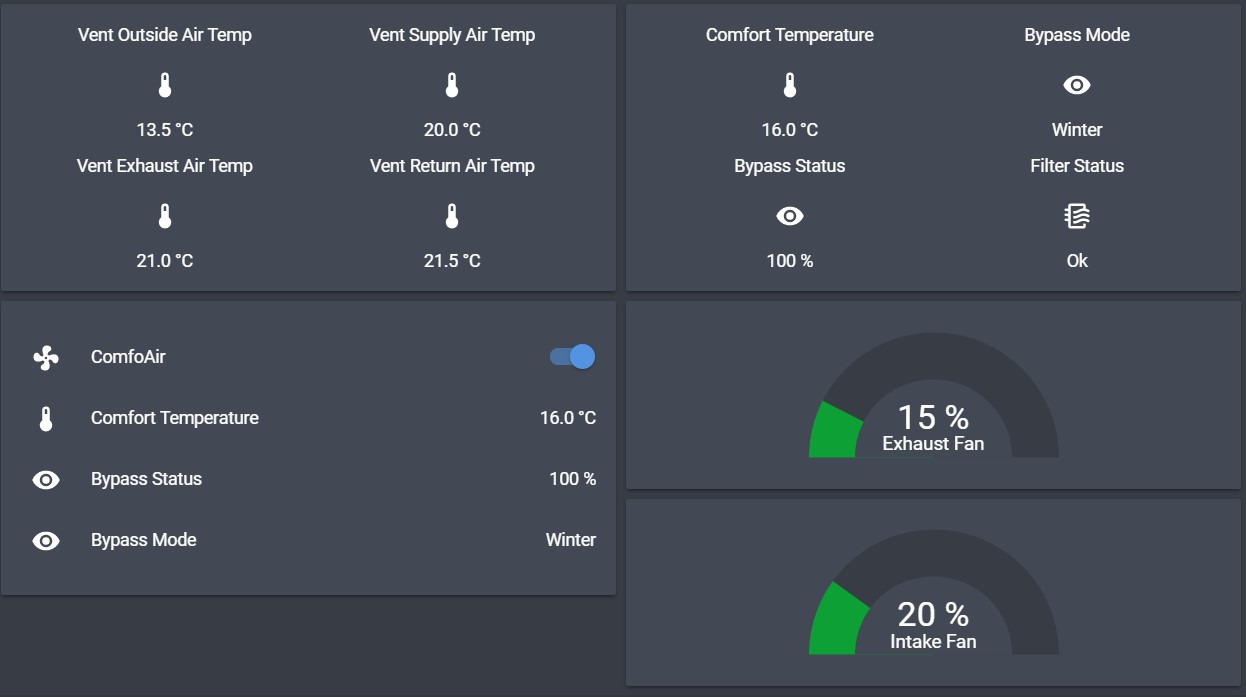 Vent Outside Air Temp
Vent Supply Air Temp
13.5 °C
20.0 °C
Vent Exhaust Air Temp
Vent Return Air Temp
21.0 °C
21.5 °C
Comfort Temperature
Bypass Mode
16.0 °C
Winter
Bypass Status
Filter Status
100 %
Ok
ComfoAir
Comfort Temperature
16.0 °C
Bypass Status
100 %
Bypass Mode
Winter
15 %
Exhaust Fan
20 %
Intake Fan